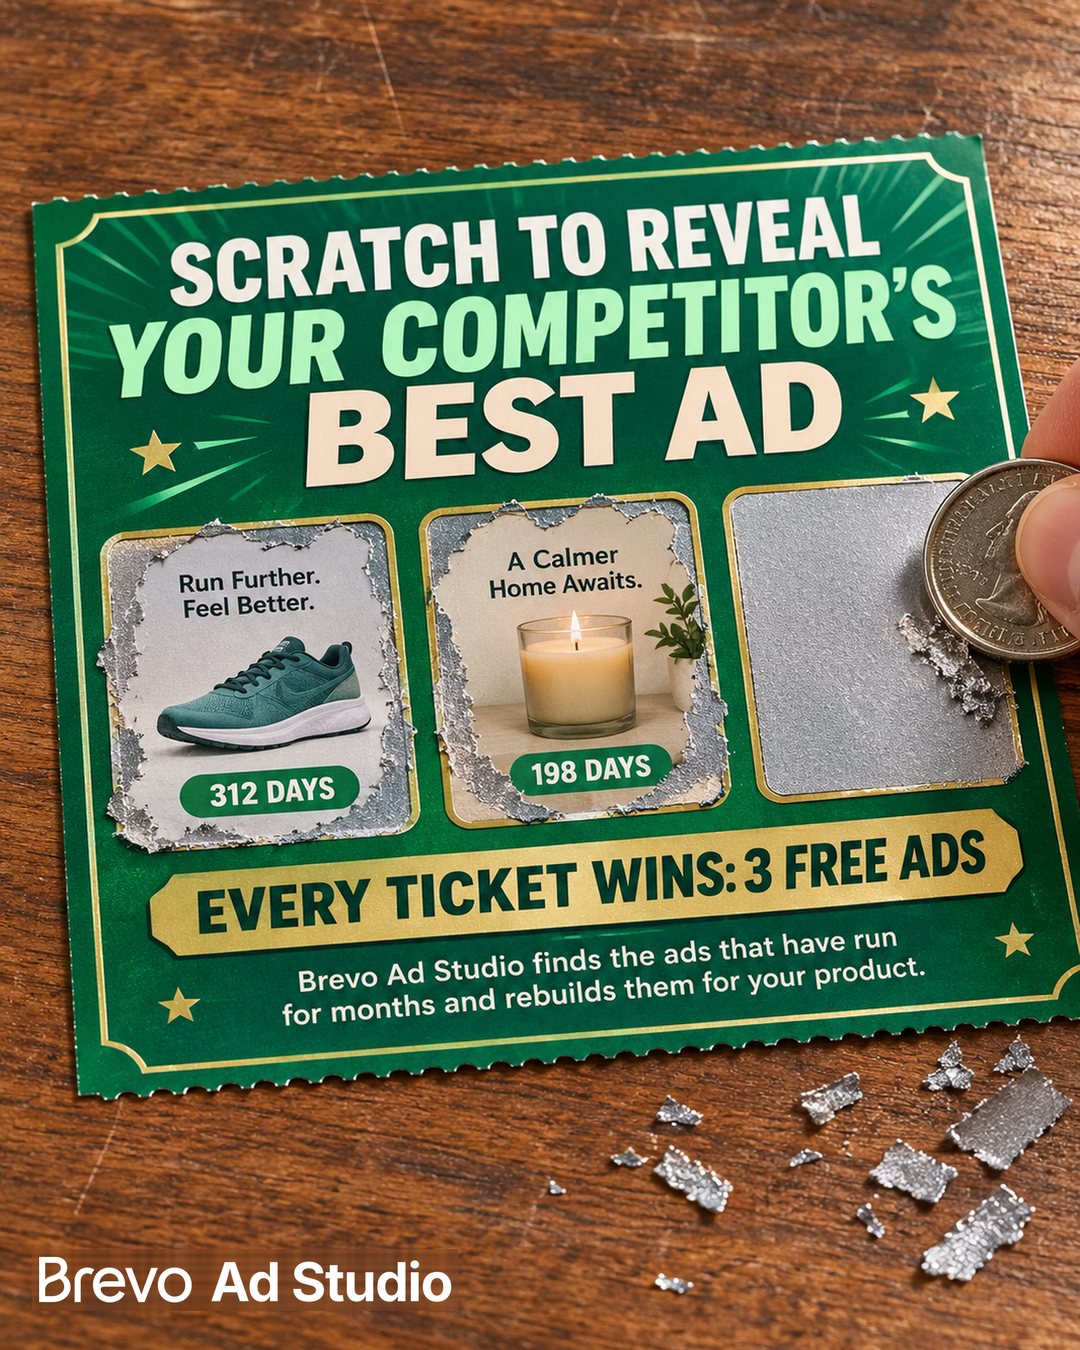 SCRATCH TO REVEAL
YOUR COMPETITOR'S
BEST AD
Run Further.
Feel Better.
312 DAYS
A Calmer
Home Awaits.
198 DAYS
EVERY TICKET WINS: 3 FREE ADS
Brevo Ad Studio finds the ads that have run
for months and rebuilds them for your product.
Brevo Ad Studio